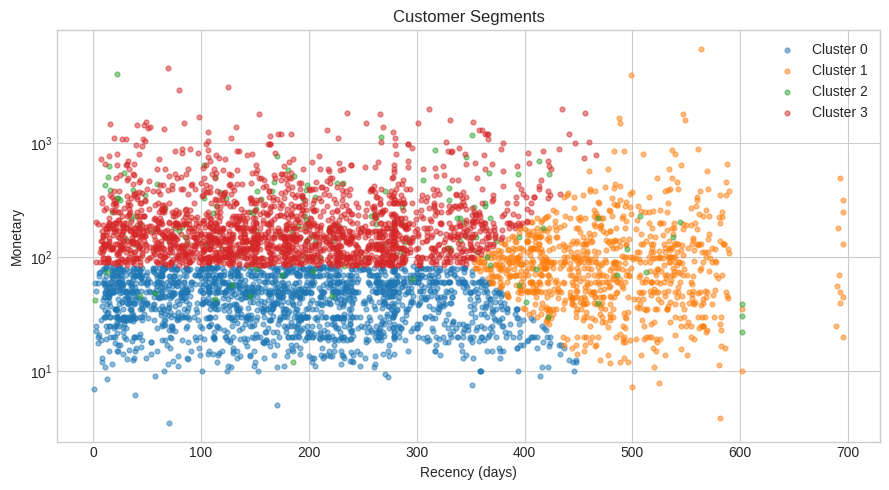 Customer Segments
Cluster 0
Cluster 1
Cluster 2
Cluster 3
Monetary
10³
10²
10¹
0 100 200 300 400 500 600 700
Recency (days)